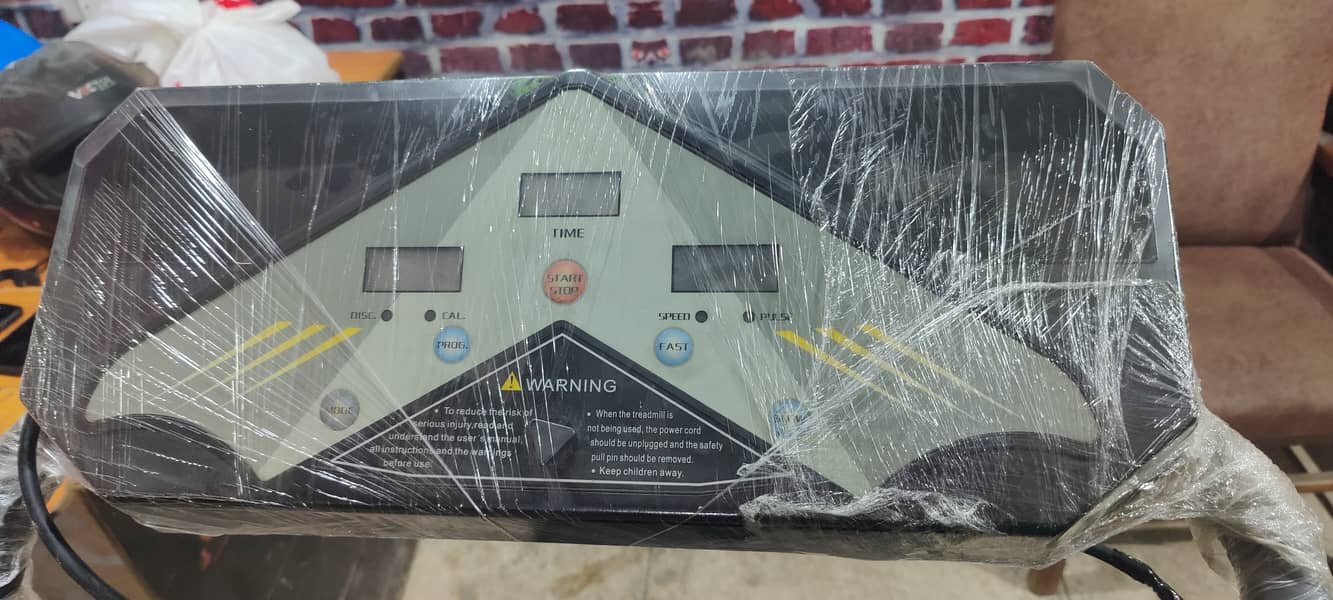 TIME
START
STOP
DISC.
CAL.
SPEED
PULSE
PROG.
FAST
MODE
SLOW
WARNING
• To reduce the risk of
serious injury,read and
understand the user's manual,
all instructions and the warnings
before use.
• When the treadmill is
not being used, the power cord
should be unplugged and the safety
pull pin should be removed.
• Keep children away.